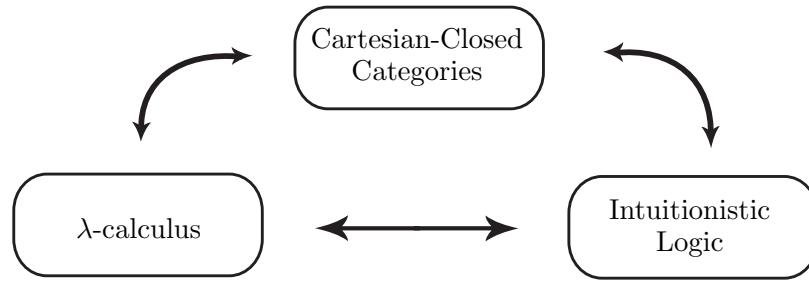 Cartesian-Closed
Categories
λ-calculus
Intuitionistic
Logic